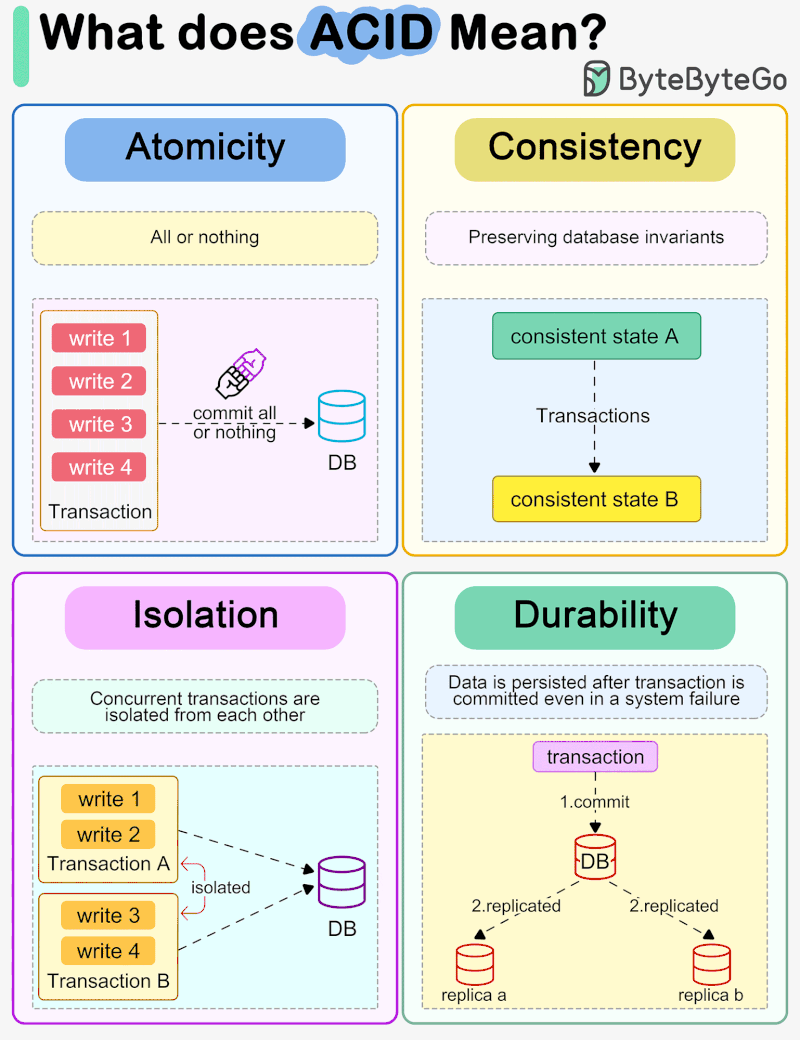 What does ACID Mean?
ByteByteGo
Atomicity
All or nothing
write 1
write 2
write 3
write 4
Transaction
commit all
or nothing
DB
Consistency
Preserving database invariants
consistent state A
Transactions
consistent state B
Isolation
Concurrent transactions are
isolated from each other
write 1
write 2
Transaction A
isolated
write 3
write 4
Transaction B
DB
Durability
Data is persisted after transaction is
committed even in a system failure
transaction
1.commit
DB
2.replicated
2.replicated
replica a
replica b